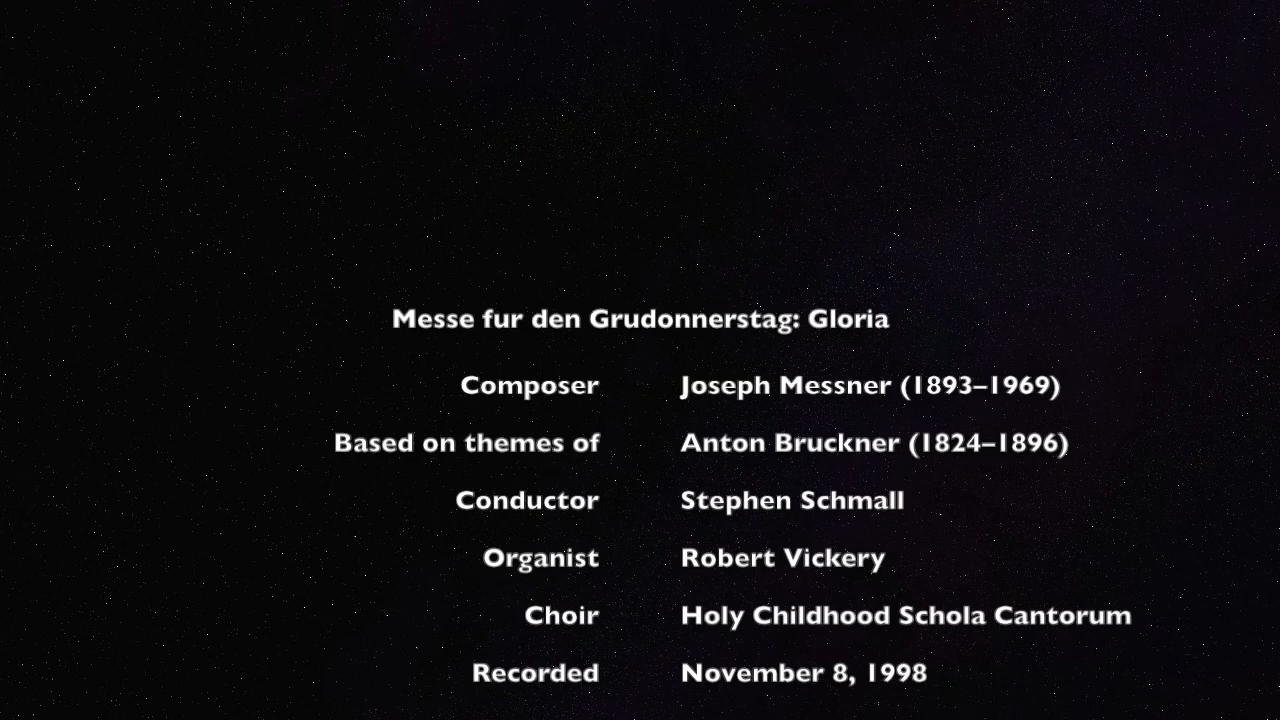 Messe fur den Grudonnerstag: Gloria
Composer Joseph Messner (1893–1969)
Based on themes of Anton Bruckner (1824–1896)
Conductor Stephen Schmall
Organist Robert Vickery
Choir Holy Childhood Schola Cantorum
Recorded November 8, 1998